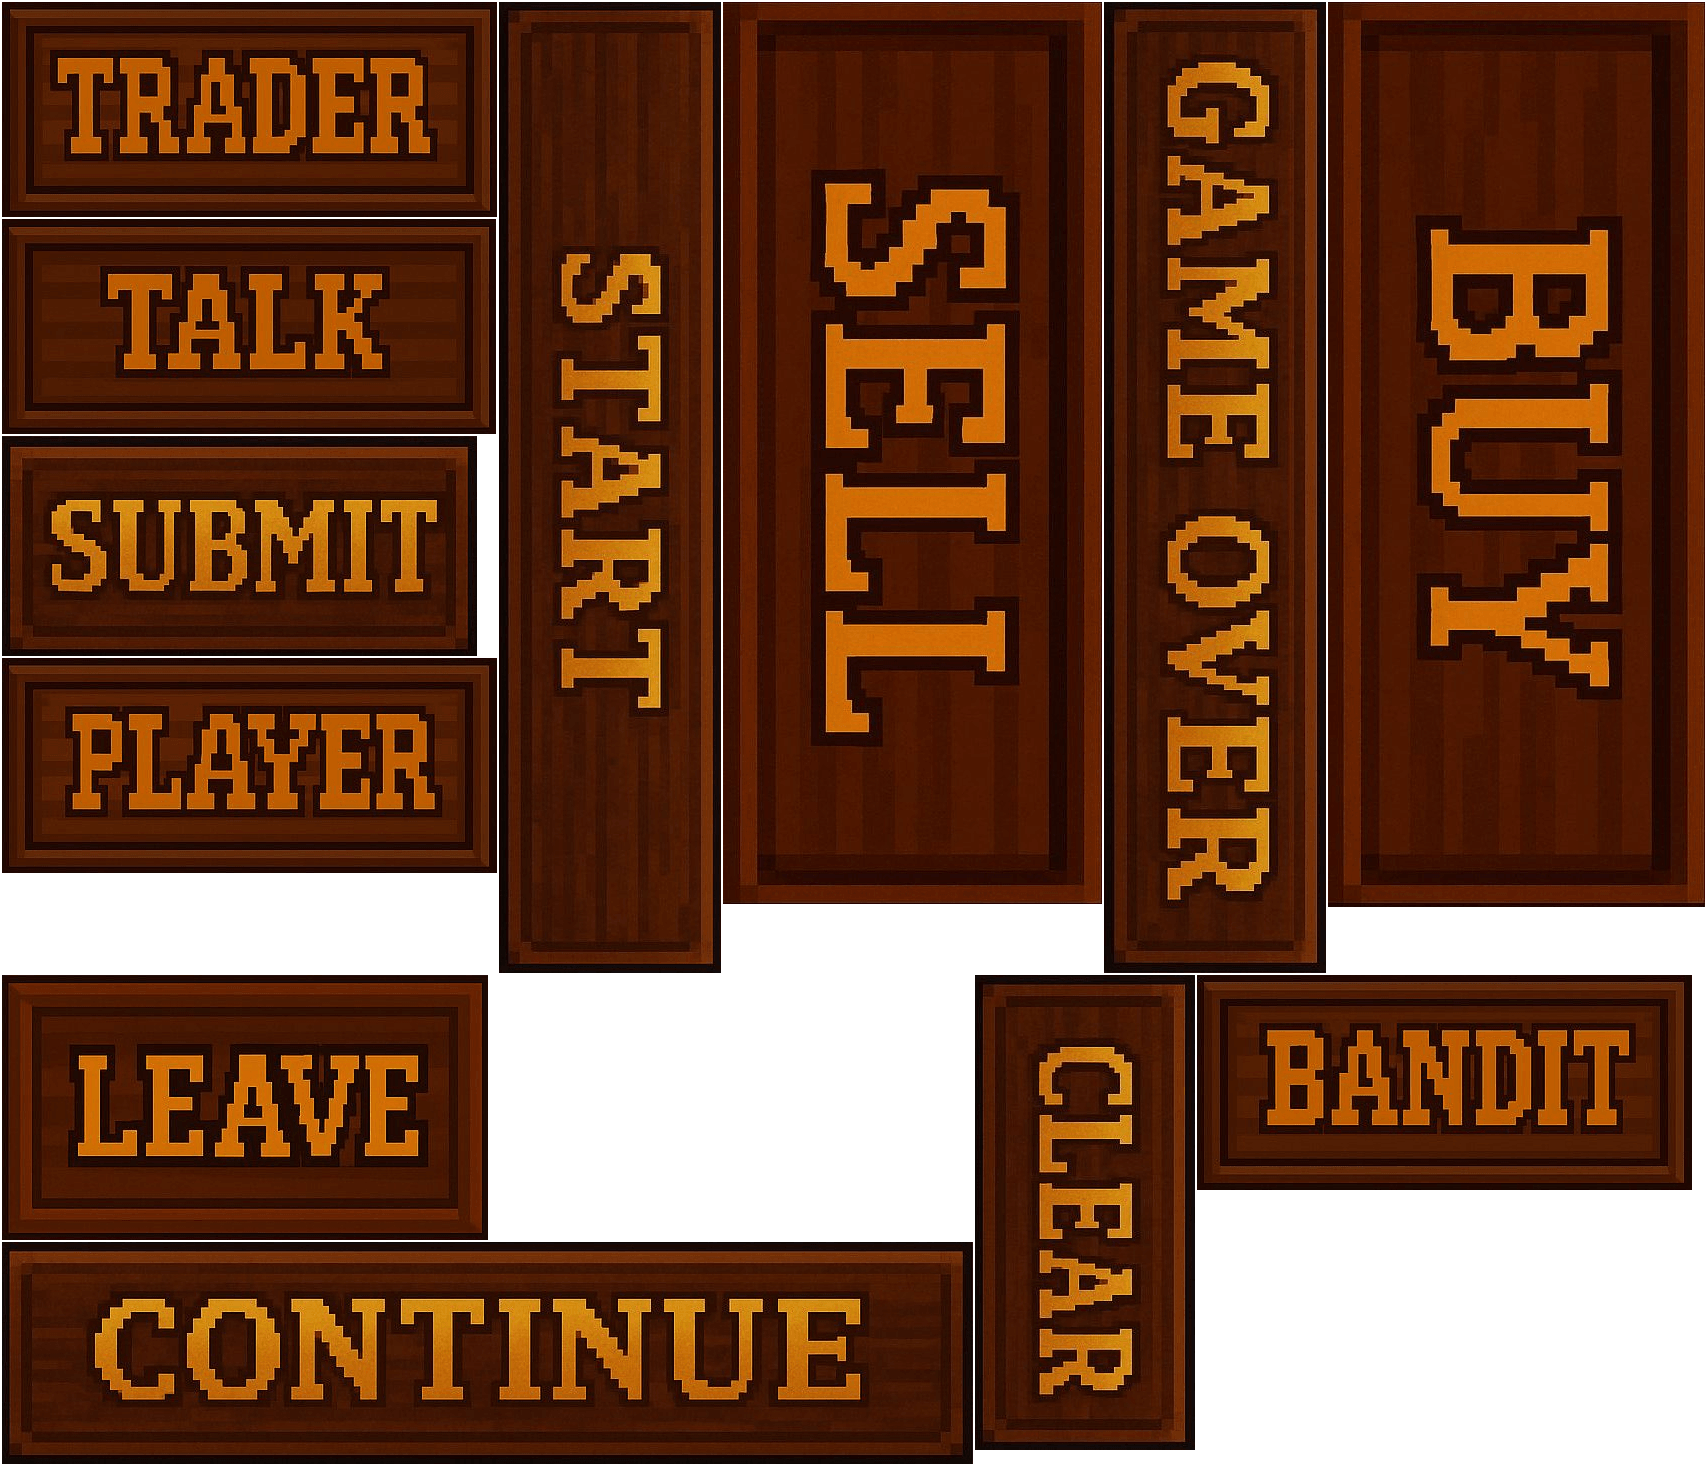 TRADER
TALK
SUBMIT
PLAYER
START
SELL
GAME OVER
BUY
LEAVE
CONTINUE
CLEAR
BANDIT